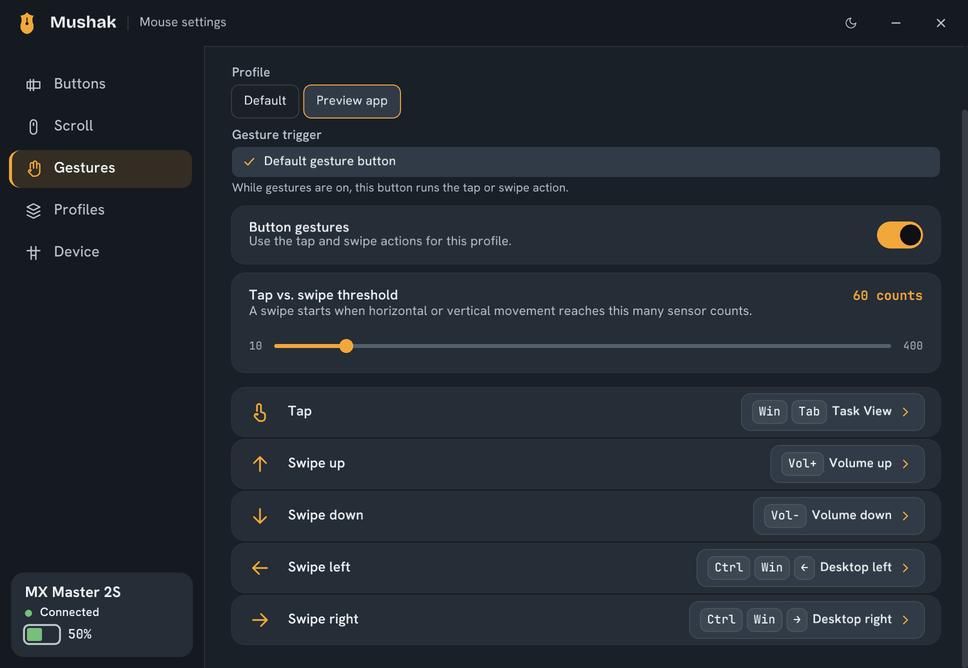 Mushak
Mouse settings
Buttons
Scroll
Gestures
Profiles
Device
MX Master 2S
Connected
50%
Profile
Default
Preview app
Gesture trigger
Default gesture button
While gestures are on, this button runs the tap or swipe action.
Button gestures
Use the tap and swipe actions for this profile.
Tap vs. swipe threshold
60 counts
A swipe starts when horizontal or vertical movement reaches this many sensor counts.
10
400
Tap
Win Tab Task View
Swipe up
Vol+ Volume up
Swipe down
Vol- Volume down
Swipe left
Ctrl Win ← Desktop left
Swipe right
Ctrl Win → Desktop right